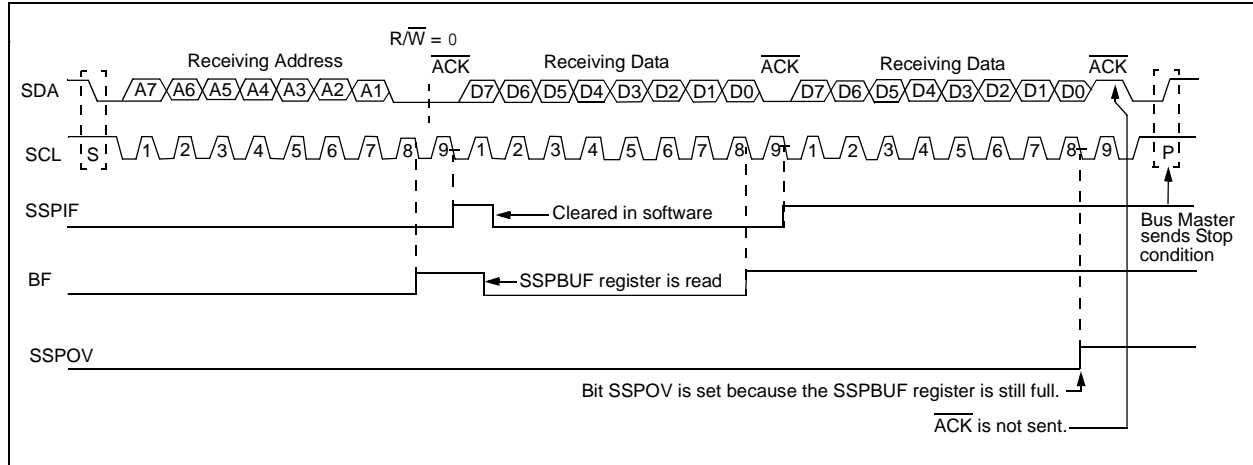 R/W = 0
Receiving Address ACK Receiving Data ACK Receiving Data ACK
SDA A7 A6 A5 A4 A3 A2 A1 D7 D6 D5 D4 D3 D2 D1 D0 D7 D6 D5 D4 D3 D2 D1 D0
SCL S 1 2 3 4 5 6 7 8 9 1 2 3 4 5 6 7 8 9 1 2 3 4 5 6 7 8 9 P
SSPIF
Cleared in software
Bus Master
sends Stop
condition
BF
SSPBUF register is read
SSPOV
Bit SSPOV is set because the SSPBUF register is still full.
ACK is not sent.